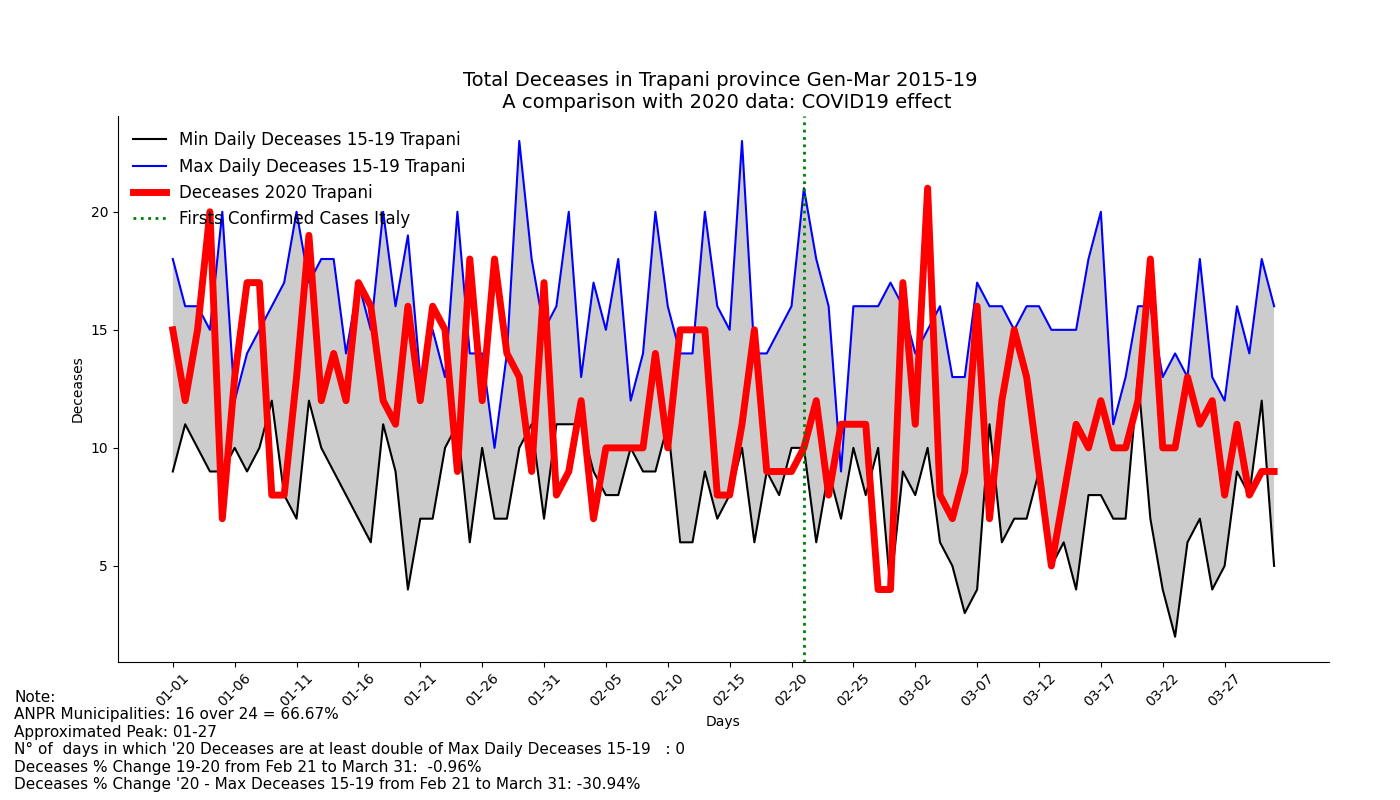 Total Deceases in Trapani province Gen-Mar 2015-19
A comparison with 2020 data: COVID19 effect
Min Daily Deceases 15-19 Trapani
Max Daily Deceases 15-19 Trapani
Deceases 2020 Trapani
Firsts Confirmed Cases Italy
Deceases
20
15
10
5
01-01
01-06
01-11
01-16
01-21
01-26
01-31
02-05
02-10
02-15
02-20
02-25
03-02
03-07
03-12
03-17
03-22
03-27
Days
Note:
ANPR Municipalities: 16 over 24 = 66.67%
Approximated Peak: 01-27
N° of  days in which '20 Deceases are at least double of Max Daily Deceases 15-19   : 0
Deceases % Change 19-20 from Feb 21 to March 31:  -0.96%
Deceases % Change '20 - Max Deceases 15-19 from Feb 21 to March 31: -30.94%